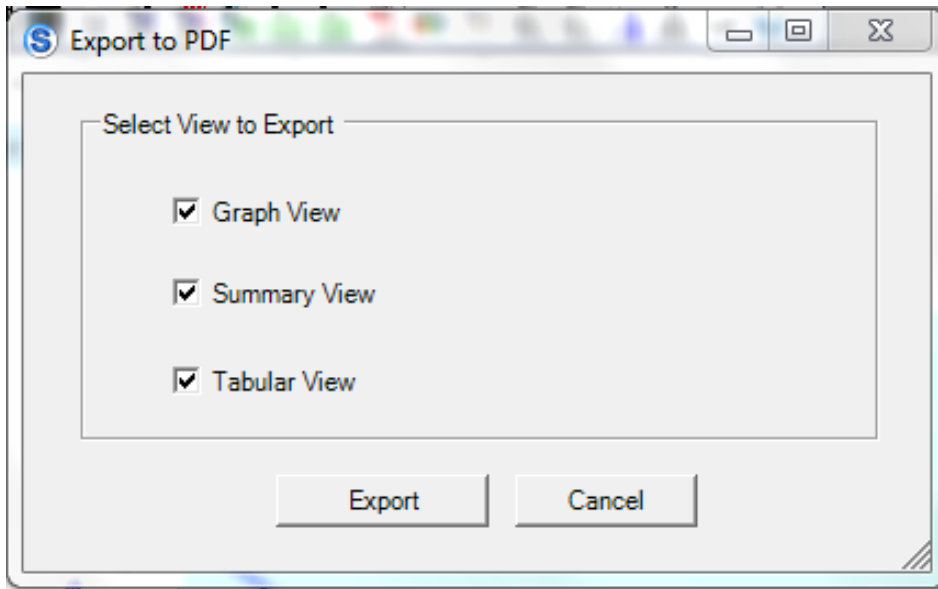 S Export to PDF
Select View to Export
Graph View
Summary View
Tabular View
Export Cancel